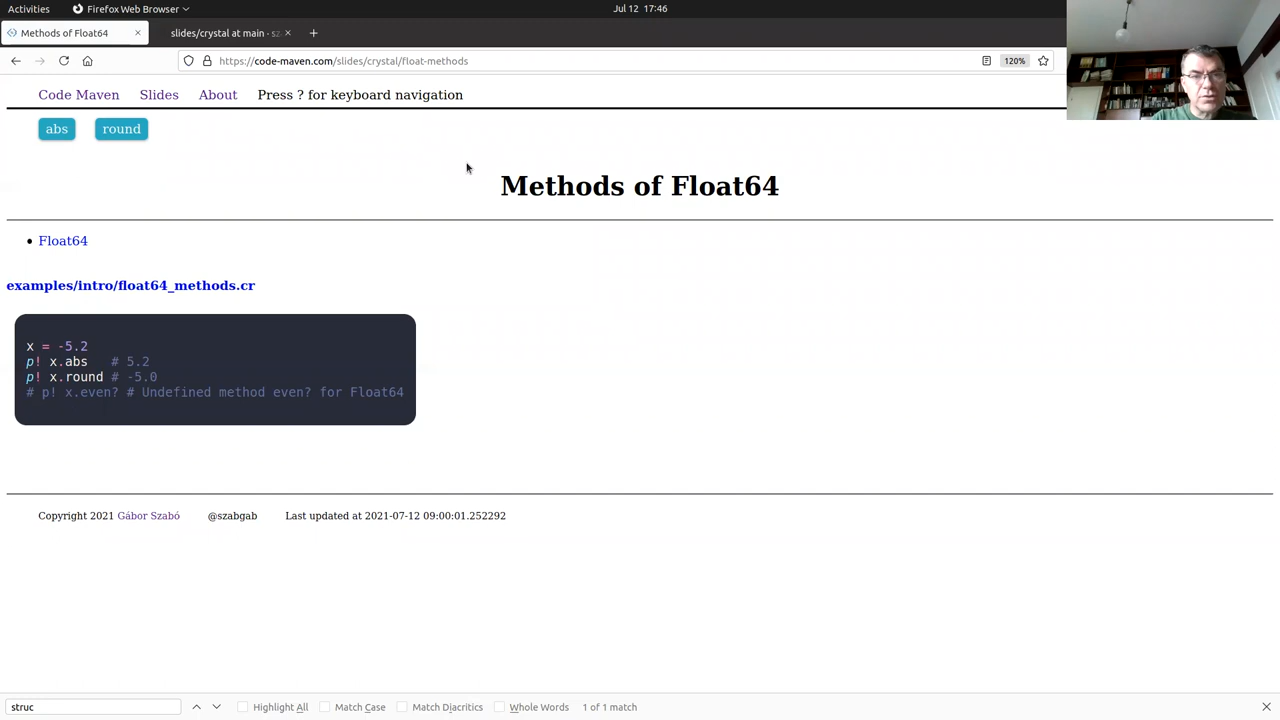 Activities Firefox Web Browser Jul 12 17:46
Methods of Float64 slides/crystal at main · sz
https://code-maven.com/slides/crystal/float-methods 120%
Code Maven Slides About Press ? for keyboard navigation
abs round
Methods of Float64
Float64
examples/intro/float64_methods.cr
x = -5.2
p! x.abs # 5.2
p! x.round # -5.0
# p! x.even? # Undefined method even? for Float64
Copyright 2021 Gábor Szabó @szabgab Last updated at 2021-07-12 09:00:01.252292
struc Highlight All Match Case Match Diacritics Whole Words 1 of 1 match